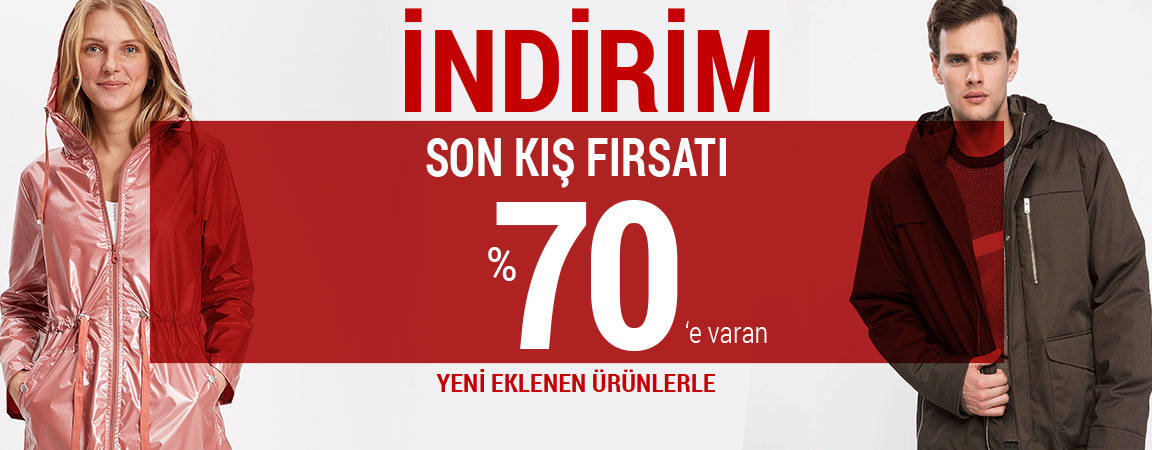 İNDİRİM
SON KIŞ FIRSATI
%70'e varan
YENİ EKLENEN ÜRÜNLERLE